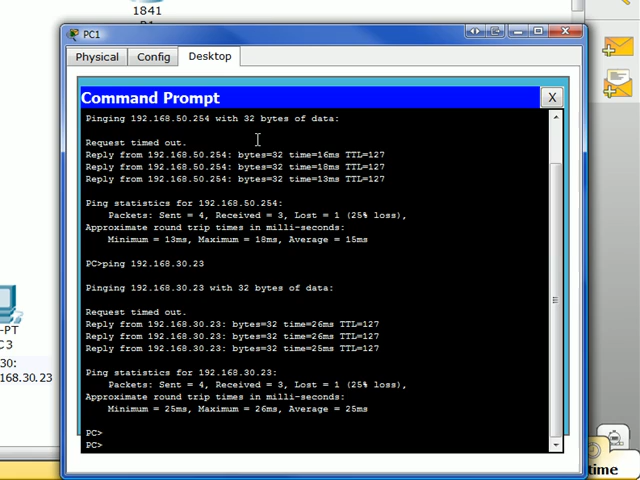 1841
PC1
Physical
Config
Desktop
Command Prompt
X
Pinging 192.168.50.254 with 32 bytes of data:
Request timed out.
Reply from 192.168.50.254: bytes=32 time=16ms TTL=127
Reply from 192.168.50.254: bytes=32 time=18ms TTL=127
Reply from 192.168.50.254: bytes=32 time=13ms TTL=127
Ping statistics for 192.168.50.254:
Packets: Sent = 4, Received = 3, Lost = 1 (25% loss),
Approximate round trip times in milli-seconds:
Minimum = 13ms, Maximum = 18ms, Average = 15ms
PC>ping 192.168.30.23
Pinging 192.168.30.23 with 32 bytes of data:
Request timed out.
Reply from 192.168.30.23: bytes=32 time=26ms TTL=127
Reply from 192.168.30.23: bytes=32 time=26ms TTL=127
Reply from 192.168.30.23: bytes=32 time=25ms TTL=127
Ping statistics for 192.168.30.23:
Packets: Sent = 4, Received = 3, Lost = 1 (25% loss),
Approximate round trip times in milli-seconds:
Minimum = 25ms, Maximum = 26ms, Average = 25ms
PC>
PC>
-PT
C3
30:
168.30.23
time